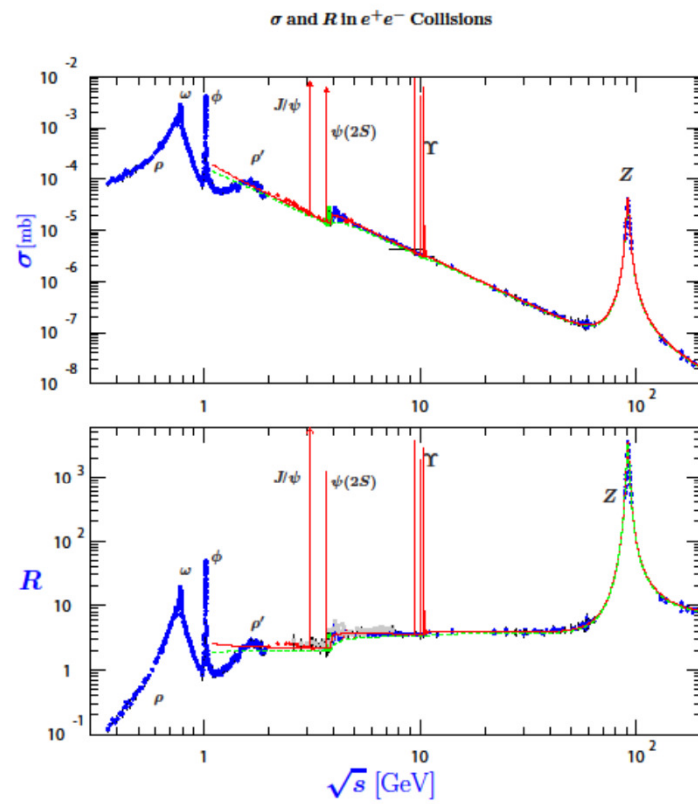 σ and R in e⁺e⁻ Collisions
10⁻²
ω
φ
J/ψ
10⁻³
ψ(2S)
Υ
ρ
ρ′
10⁻⁴
Z
10⁻⁵
σ[mb]
10⁻⁶
10⁻⁷
10⁻⁸
1
10
10²
J/ψ
10³
ψ(2S)
Υ
Z
10²
ω
φ
R
10
ρ′
1
ρ
10⁻¹
1
10
10²
√s [GeV]